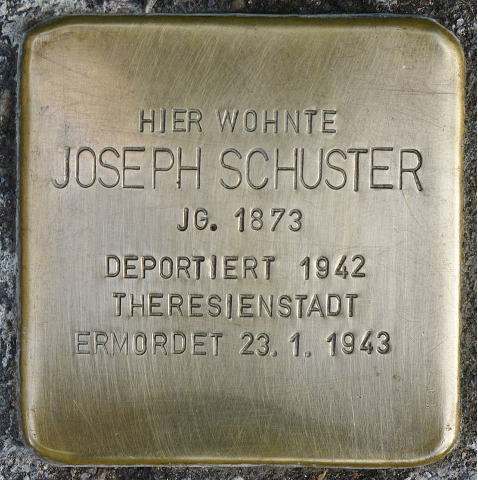 HIER WOHNTE
JOSEPH SCHUSTER
JG. 1873
DEPORTIERT 1942
THERESIENSTADT
ERMORDET 23.1.1943